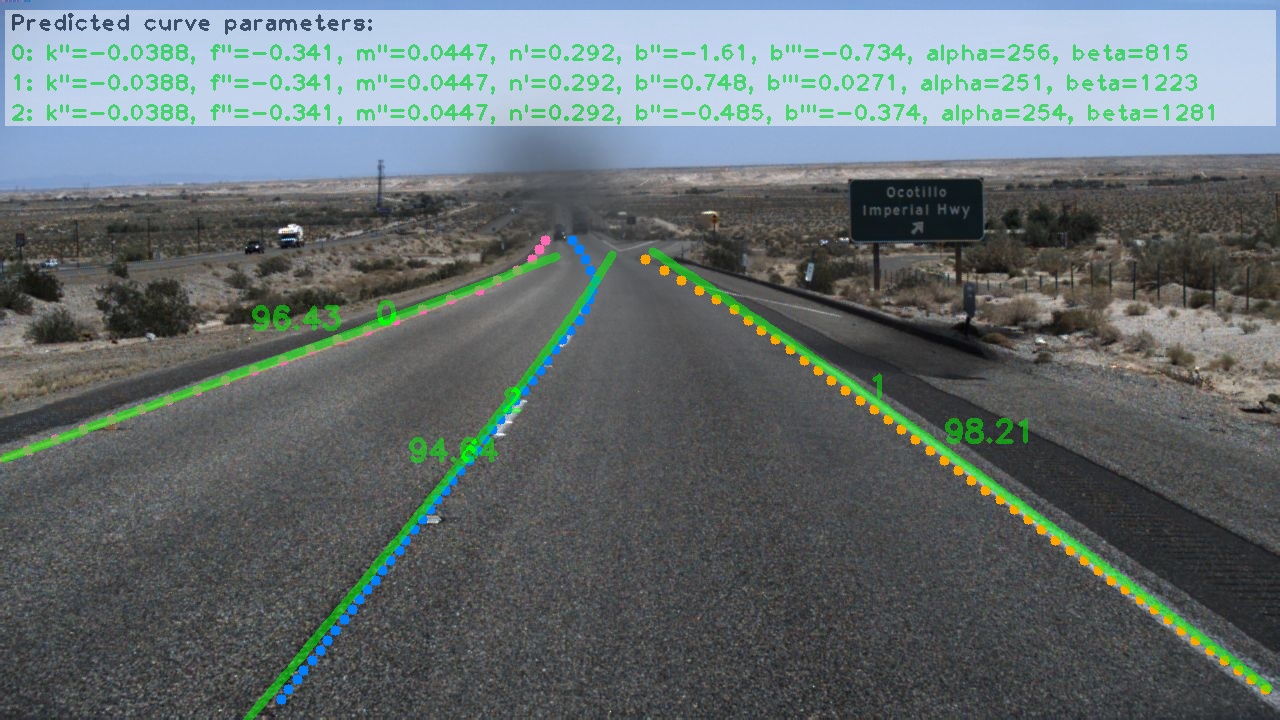 Predicted curve parameters:
0: k''=-0.0388, f''=-0.341, m''=0.0447, n'=0.292, b''=-1.61, b'''=-0.734, alpha=256, beta=815
1: k''=-0.0388, f''=-0.341, m''=0.0447, n'=0.292, b''=0.748, b'''=0.0271, alpha=251, beta=1223
2: k''=-0.0388, f''=-0.341, m''=0.0447, n'=0.292, b''=-0.485, b'''=-0.374, alpha=254, beta=1281
Ocotillo
Imperial Hwy
96.43 0
2 1
94.64 98.21